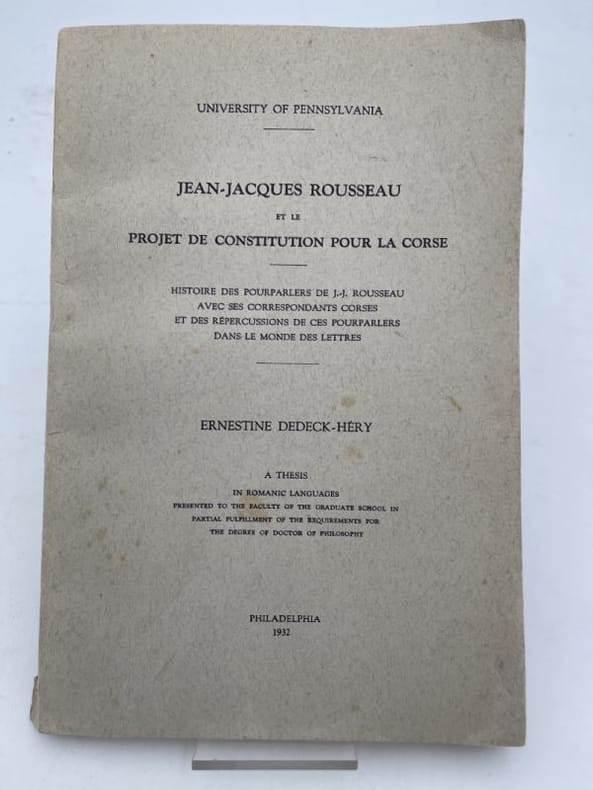 UNIVERSITY OF PENNSYLVANIA
JEAN-JACQUES ROUSSEAU
ET LE
PROJET DE CONSTITUTION POUR LA CORSE
HISTOIRE DES POURPARLERS DE J.-J. ROUSSEAU
AVEC SES CORRESPONDANTS CORSES
ET DES RÉPERCUSSIONS DE CES POURPARLERS
DANS LE MONDE DES LETTRES
ERNESTINE DEDECK-HÉRY
A THESIS
IN ROMANIC LANGUAGES
PRESENTED TO THE FACULTY OF THE GRADUATE SCHOOL IN
PARTIAL FULFILLMENT OF THE REQUIREMENTS FOR
THE DEGREE OF DOCTOR OF PHILOSOPHY
PHILADELPHIA
1932